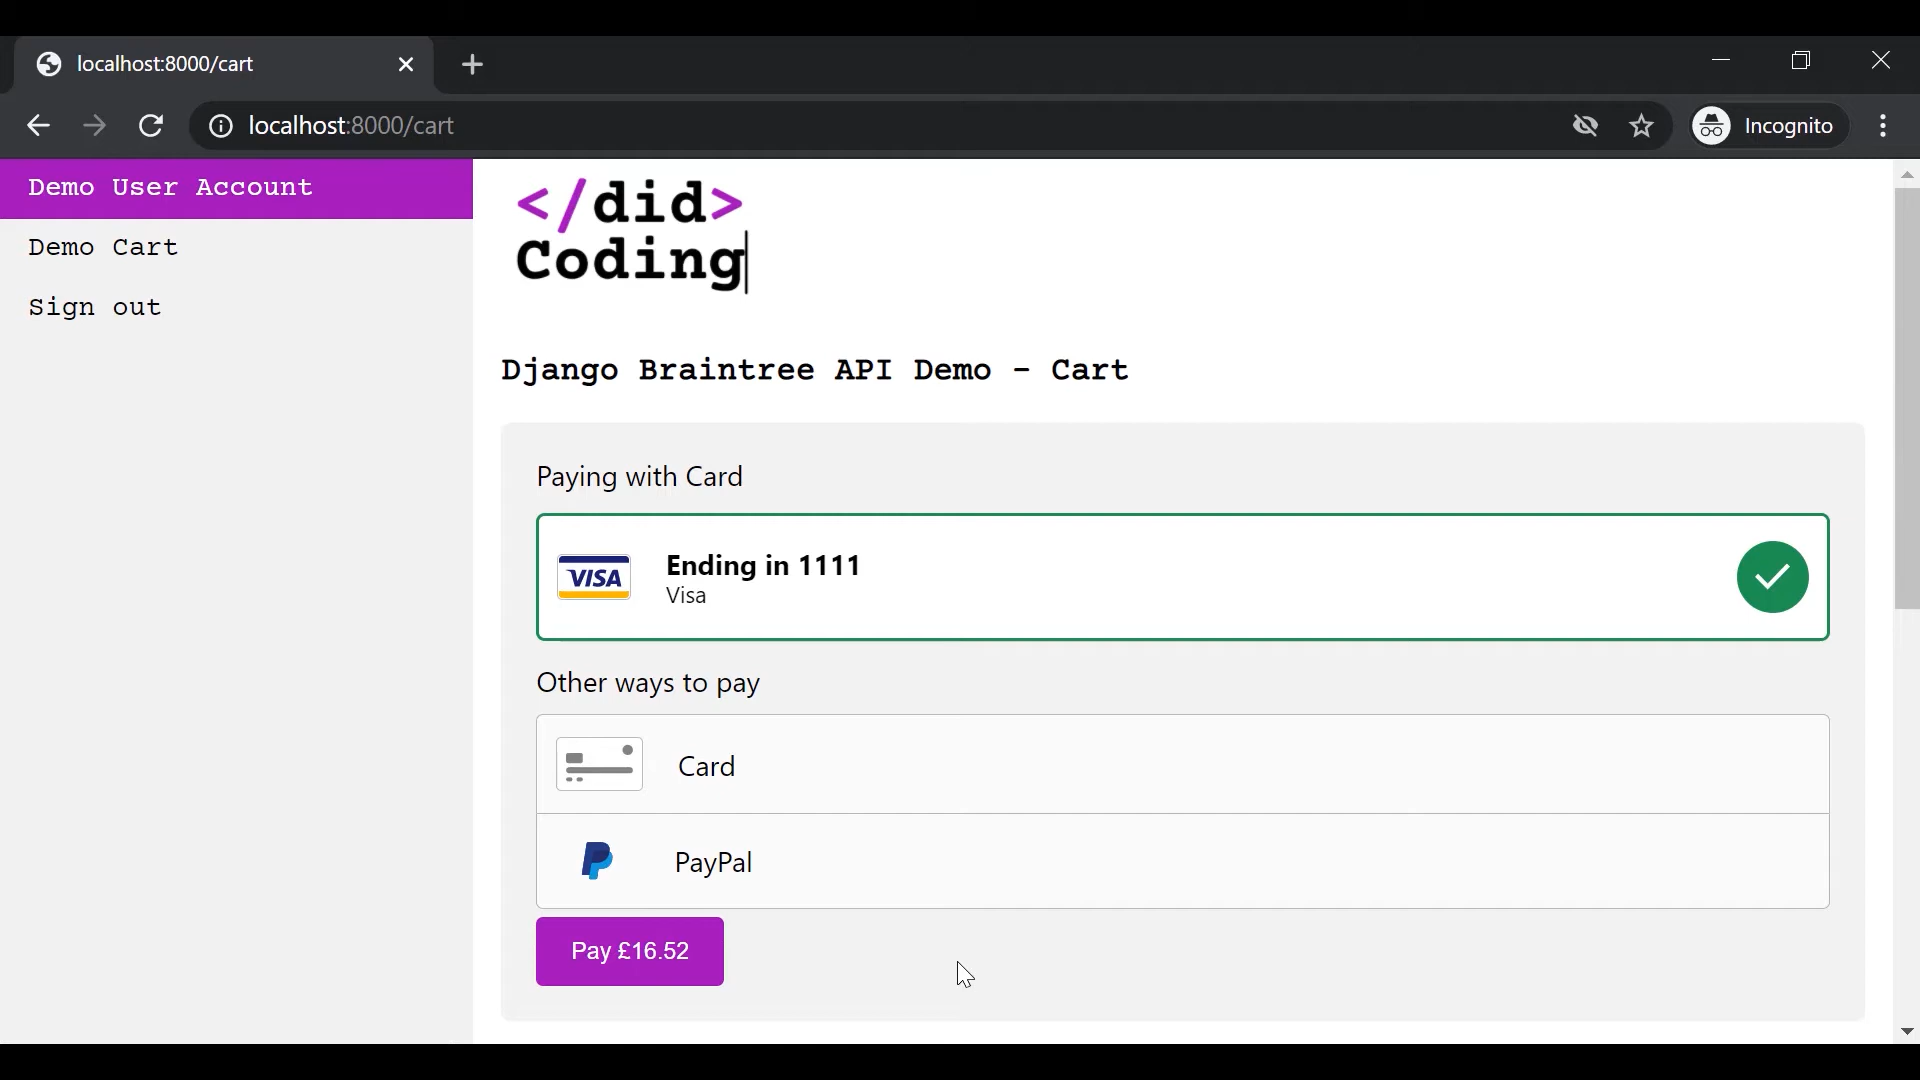 localhost:8000/cart
localhost:8000/cart
Incognito
Demo User Account
Demo Cart
Sign out
</did>
Coding
Django Braintree API Demo - Cart
Paying with Card
VISA
Ending in 1111
Visa
Other ways to pay
Card
PayPal
Pay £16.52